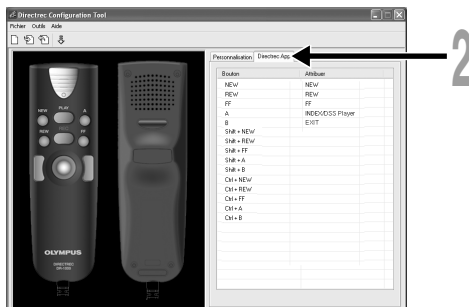 Directrec Configuration Tool
Fichier Outils Aide
Personnalisation Directrec App
2
Bouton Attribuer
NEW NEW
REW REW
FF FF
A INDEX/DSS Player
B EXIT
Shift + NEW
Shift + REW
Shift + FF
Shift + A
Shift + B
Ctrl + NEW
Ctrl + REW
Ctrl + FF
Ctrl + A
Ctrl + B
NEW PLAY A
REW FF
OLYMPUS
DIRECTREC